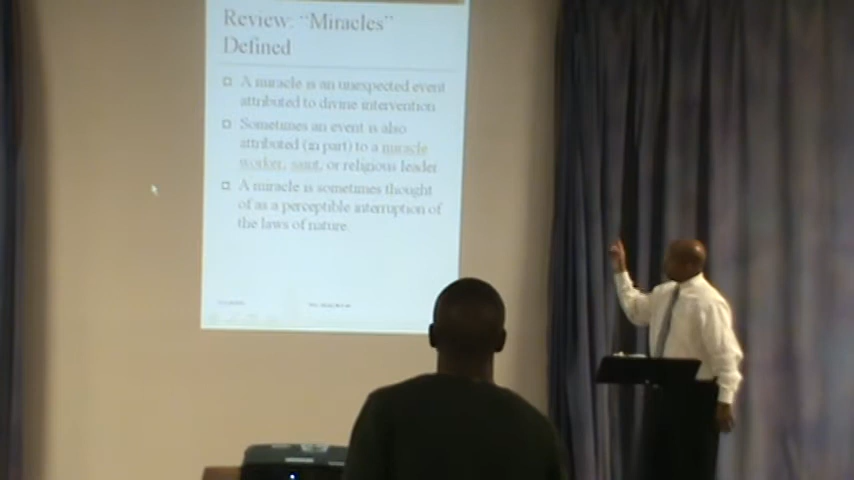 Review: "Miracles"
Defined
A miracle is an unexpected event
attributed to divine intervention
Sometimes an event is also
attributed (in part) to a miracle
worker, saint, or religious leader
A miracle is sometimes thought
of as a perceptible interruption of
the laws of nature.